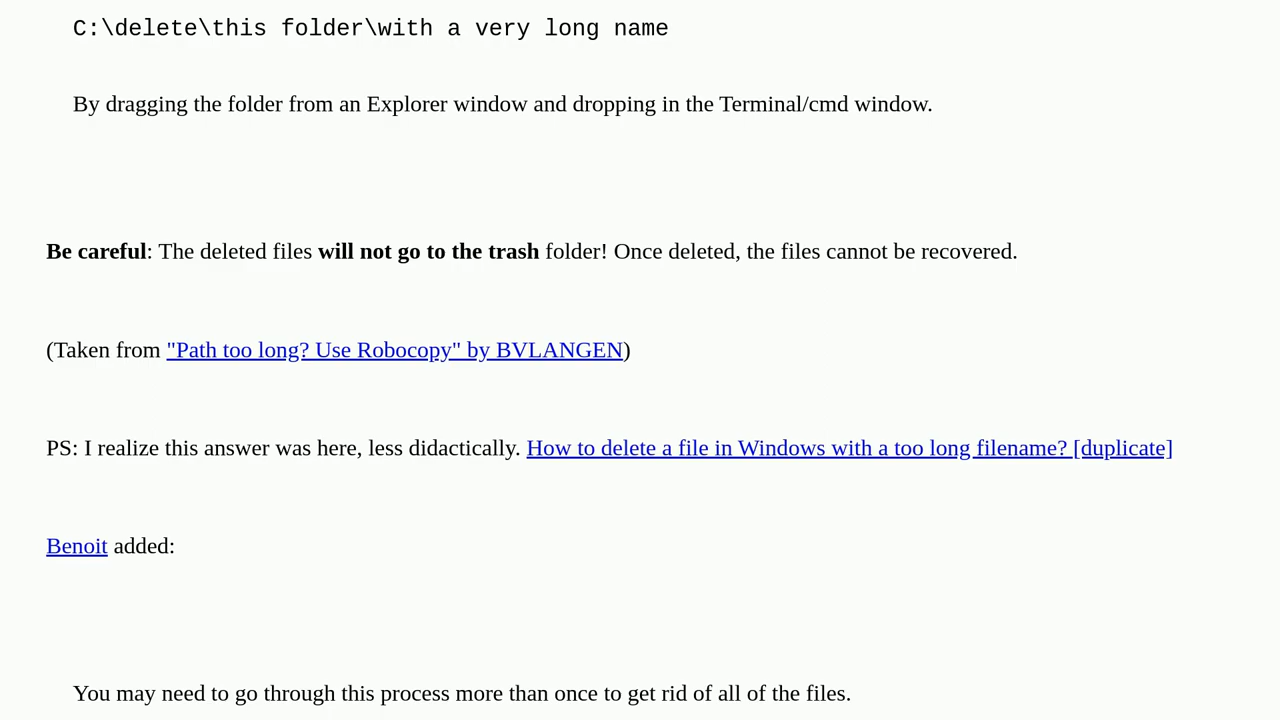 C:\delete\this folder\with a very long name
By dragging the folder from an Explorer window and dropping in the Terminal/cmd window.
Be careful: The deleted files will not go to the trash folder! Once deleted, the files cannot be recovered.
(Taken from "Path too long? Use Robocopy" by BVLANGEN)
PS: I realize this answer was here, less didactically. How to delete a file in Windows with a too long filename? [duplicate]
Benoit added:
You may need to go through this process more than once to get rid of all of the files.